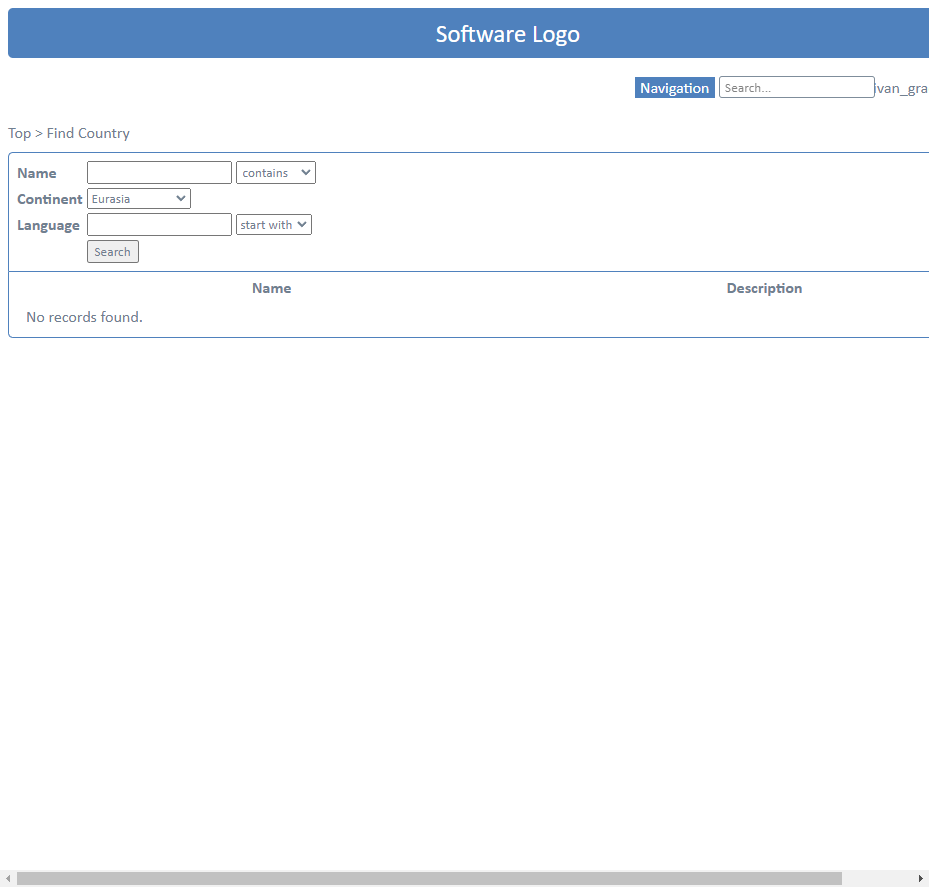 Software Logo
Navigation Search... ivan_gra
Top > Find Country
Name contains
Continent Eurasia
Language start with
Search
Name Description
No records found.